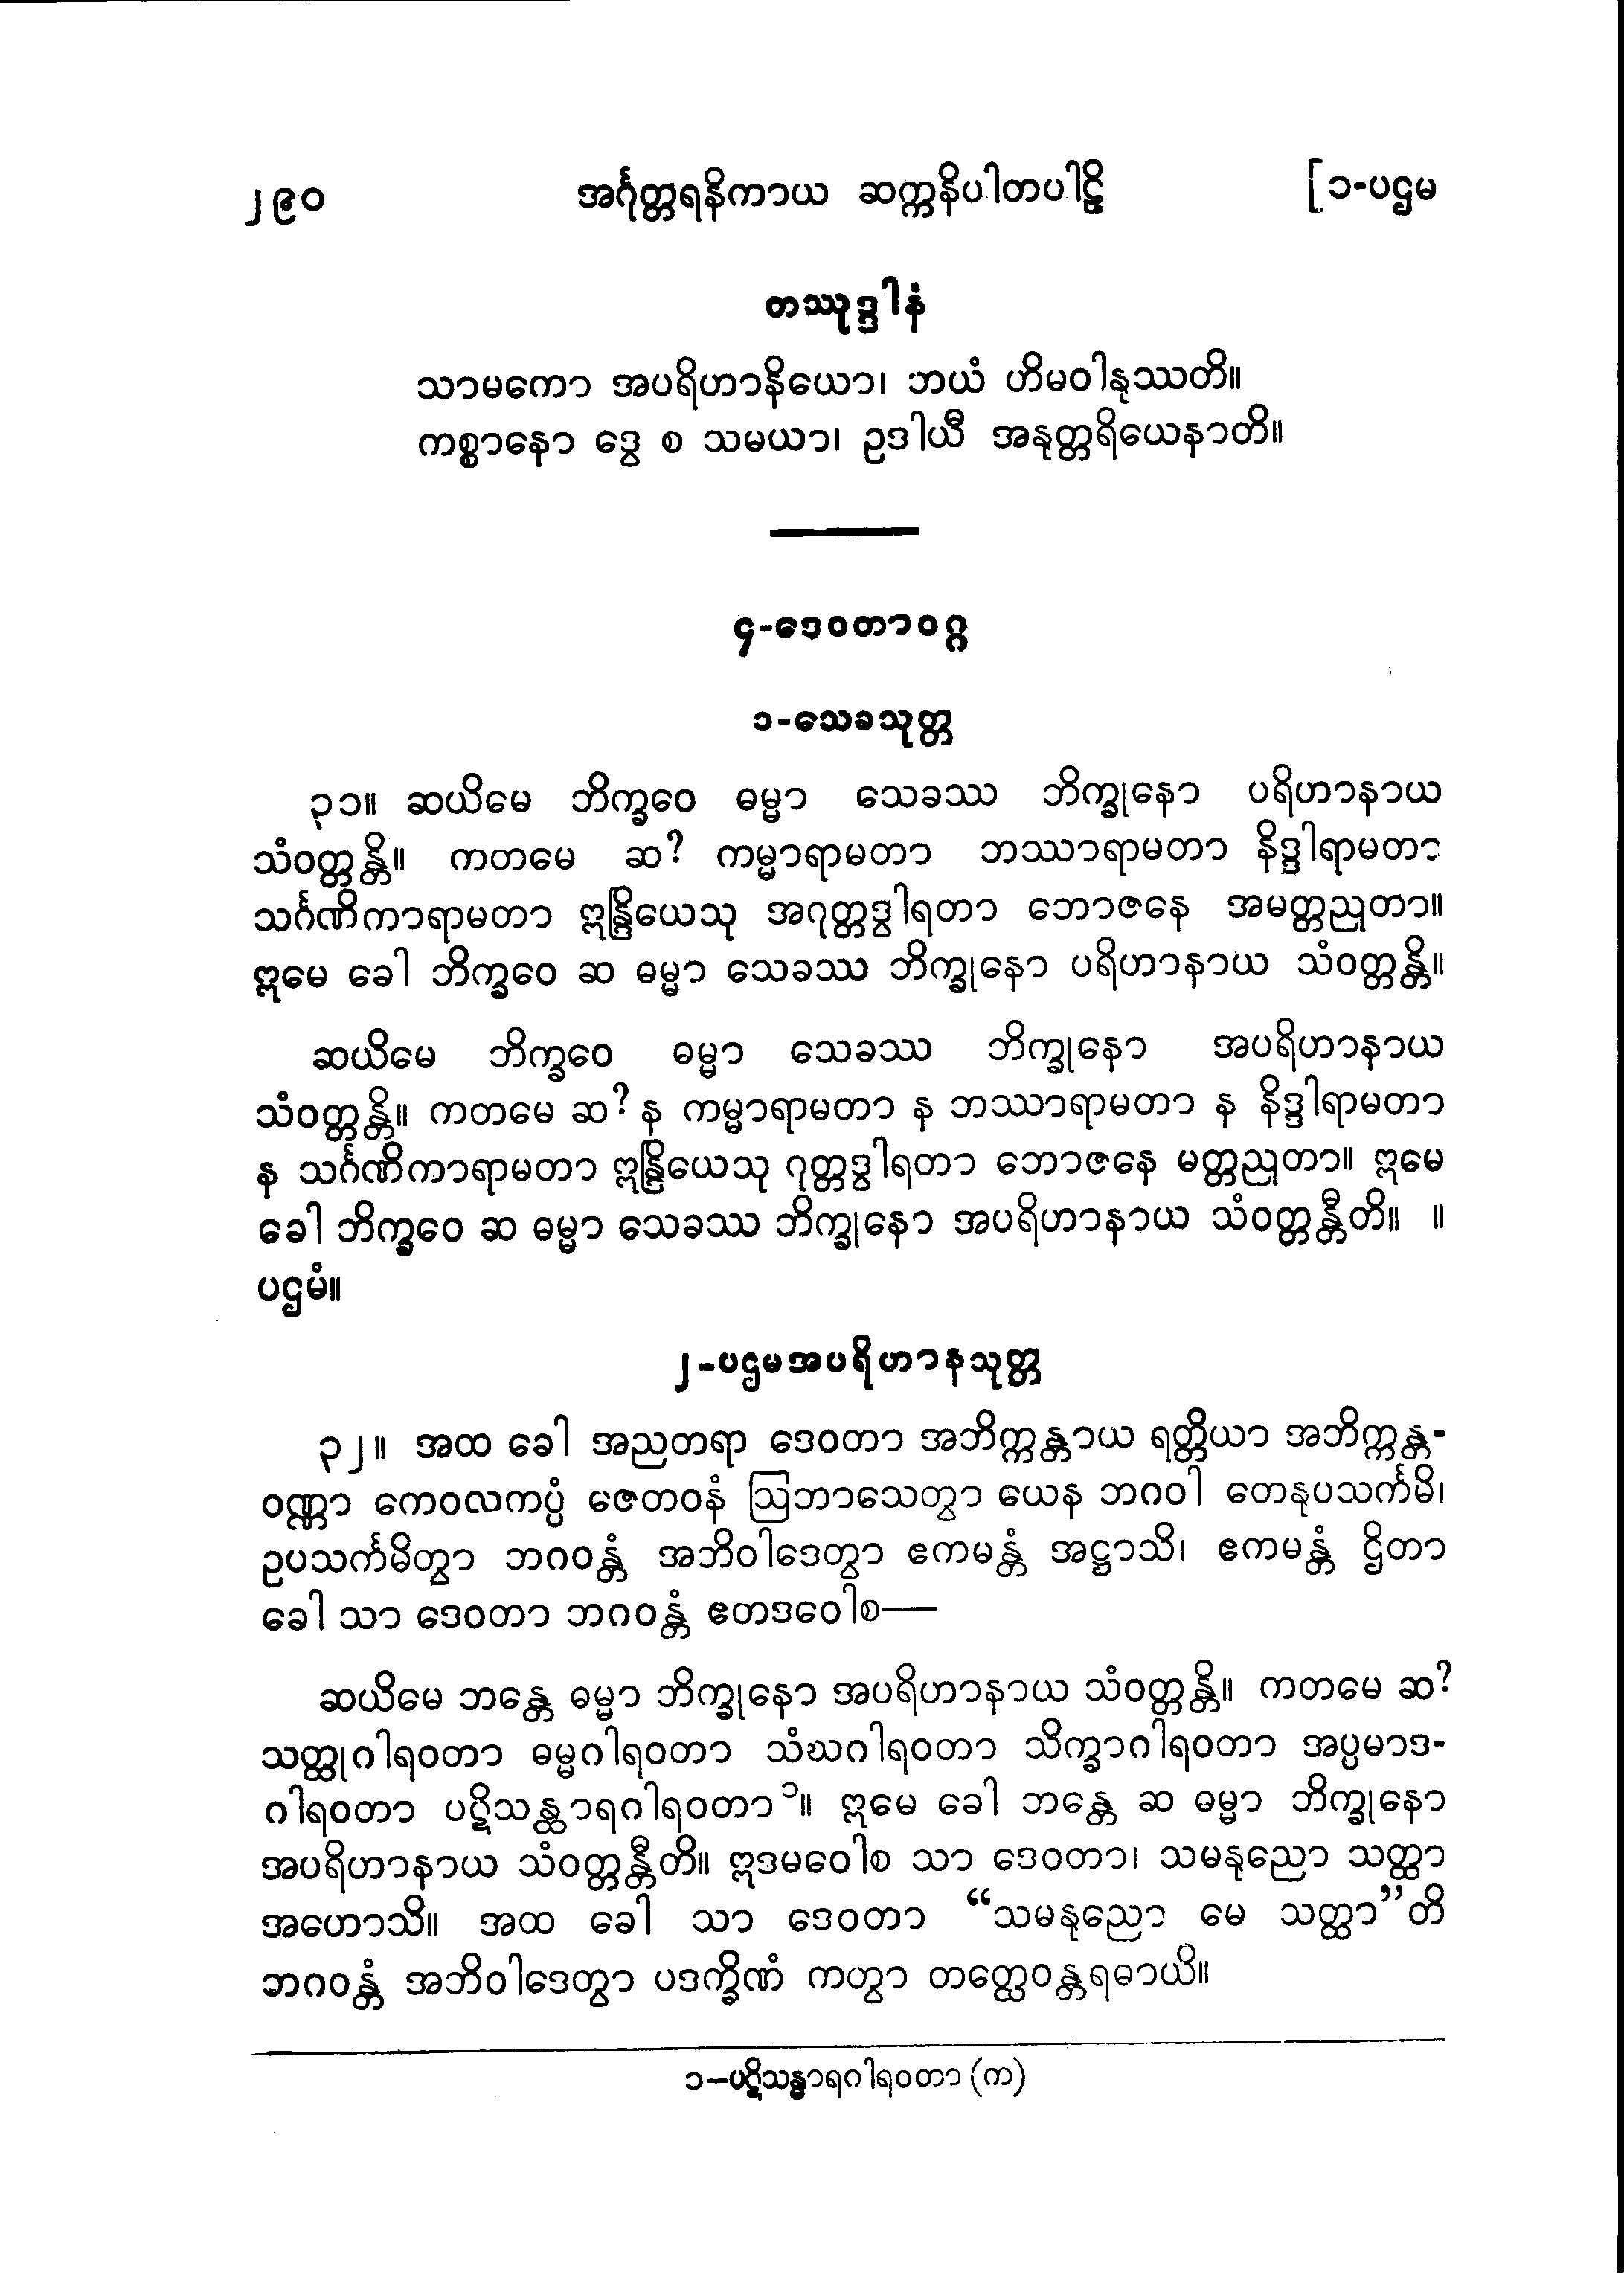 ၂၉၀ အင်္ဂုတ္တရနိကာယ ဆက္ကနိပါတပါဠိ [၁-ပဌမ
တဿုဒ္ဒါနံ
သာမကော အပရိဟာနိယော၊ ဘယံ ဟိမဝါနုဿတိ။
ကစ္စာနော ဒွေ စ သမယာ၊ ဥဒါယီ အနုတ္တရိယေနာတိ။
၄-ဒေဝတာဝဂ္ဂ
၁-သေခသုတ္တ
၃၁။ ဆယိမေ ဘိက္ခဝေ ဓမ္မာ သေခဿ ဘိက္ခုနော ပရိဟာနာယ
သံဝတ္တန္တိ။ ကတမေ ဆ? ကမ္မာရာမတာ ဘဿာရာမတာ နိဒ္ဒါရာမတာ
သင်္ဂဏိကာရာမတာ ဣန္ဒြိယေသု အဂုတ္တဒွါရတာ ဘောဇနေ အမတ္တညုတာ။
ဣမေ ခေါ ဘိက္ခဝေ ဆ ဓမ္မာ သေခဿ ဘိက္ခုနော ပရိဟာနာယ သံဝတ္တန္တိ။
ဆယိမေ ဘိက္ခဝေ ဓမ္မာ သေခဿ ဘိက္ခုနော အပရိဟာနာယ
သံဝတ္တန္တိ။ ကတမေ ဆ? န ကမ္မာရာမတာ န ဘဿာရာမတာ န နိဒ္ဒါရာမတာ
န သင်္ဂဏိကာရာမတာ ဣန္ဒြိယေသု ဂုတ္တဒွါရတာ ဘောဇနေ မတ္တညုတာ။ ဣမေ
ခေါ ဘိက္ခဝေ ဆ ဓမ္မာ သေခဿ ဘိက္ခုနော အပရိဟာနာယ သံဝတ္တန္တီတိ။ ။
ပဌမံ။
၂-ပဌမအပရိဟာနသုတ္တ
၃၂။ အထ ခေါ အညတရာ ဒေဝတာ အဘိက္ကန္တာယ ရတ္တိယာ အဘိက္ကန္တ-
ဝဏ္ဏာ ကေဝလကပ္ပံ ဇေတဝနံ ဩဘာသေတွာ ယေန ဘဂဝါ တေနုပသင်္ကမိ၊
ဥပသင်္ကမိတွာ ဘဂဝန္တံ အဘိဝါဒေတွာ ဧကမန္တံ အဋ္ဌာသိ၊ ဧကမန္တံ ဌိတာ
ခေါ သာ ဒေဝတာ ဘဂဝန္တံ ဧတဒဝေါစ—
ဆယိမေ ဘန္တေ ဓမ္မာ ဘိက္ခုနော အပရိဟာနာယ သံဝတ္တန္တိ။ ကတမေ ဆ?
သတ္ထုဂါရဝတာ ဓမ္မဂါရဝတာ သံဃဂါရဝတာ သိက္ခာဂါရဝတာ အပ္ပမာဒ-
ဂါရဝတာ ပဋိသန္ထာရဂါရဝတာ၁။ ဣမေ ခေါ ဘန္တေ ဆ ဓမ္မာ ဘိက္ခုနော
အပရိဟာနာယ သံဝတ္တန္တီတိ။ ဣဒမဝေါစ သာ ဒေဝတာ၊ သမနုညော သတ္ထာ
အဟောသိ။ အထ ခေါ သာ ဒေဝတာ “သမနုညော မေ သတ္ထာ”တိ
ဘဂဝန္တံ အဘိဝါဒေတွာ ပဒက္ခိဏံ ကတွာ တတ္ထေဝန္တရဓာယိ။
၁—ပဋိသန္ဓာရဂါရဝတာ (က)